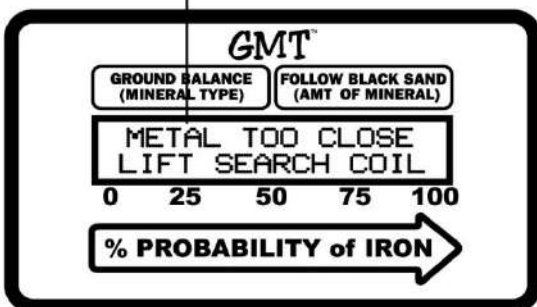 GMT™
GROUND BALANCE
(MINERAL TYPE)
FOLLOW BLACK SAND
(AMT OF MINERAL)
METAL TOO CLOSE
LIFT SEARCH COIL
0 25 50 75 100
% PROBABILITY of IRON